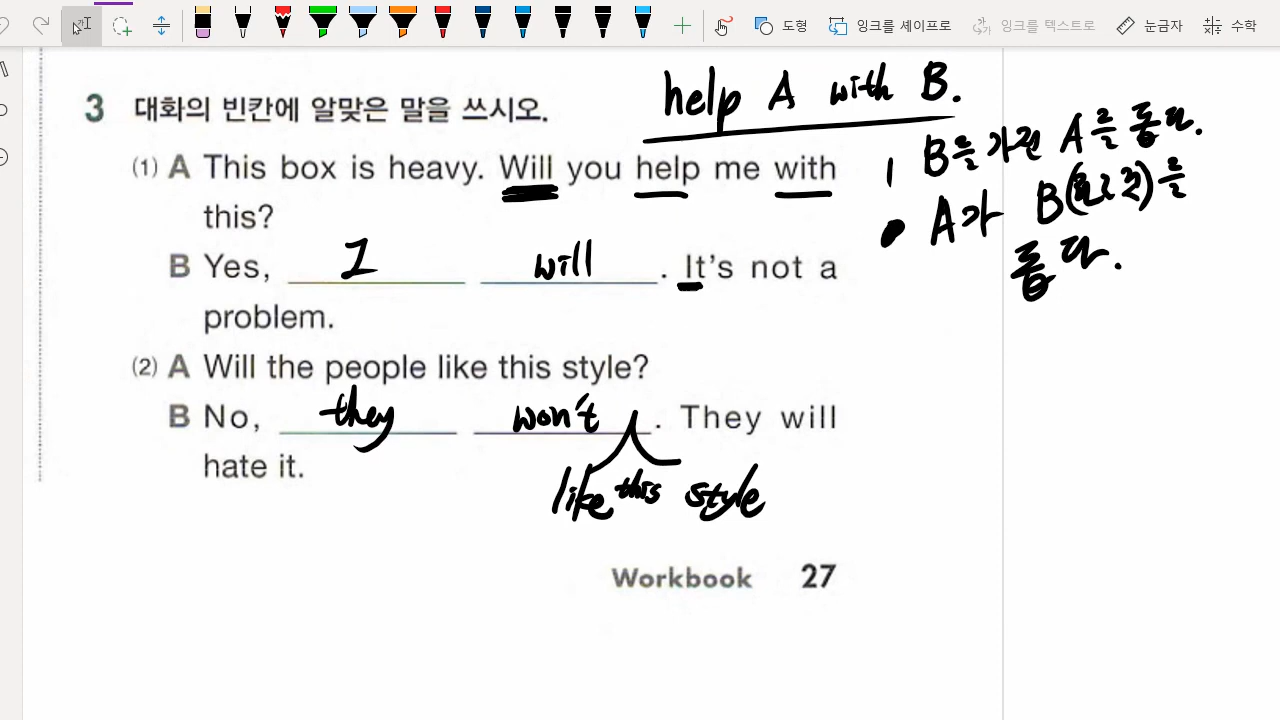 도형 잉크를 셰이프로 잉크를 텍스트로 눈금자 수학
help A with B.
3 대화의 빈칸에 알맞은 말을 쓰시오.
B를 가진 A를 돕다.
(1) A This box is heavy. Will you help me with
A가 B( )를
this?
돕다.
B Yes, I will. It's not a
problem.
(2) A Will the people like this style?
B No, they won't. They will
hate it.
like this style
Workbook 27